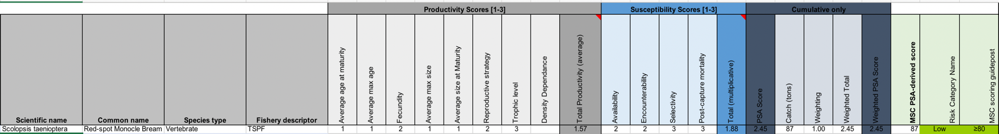 Productivity Scores [1-3] Susceptibility Scores [1-3] Cumulative only
Scientific name Common name Species type Fishery descriptor Average age at maturity Average max age Fecundity Average max size Average size at Maturity Reproductive strategy Trophic level Density Dependance Total Productivity (average) Availability Encounterability Selectivity Post-capture mortality Total (multiplicative) PSA Score Catch (tons) Weighting Weighted Total Weighted PSA Score MSC PSA-derived score Risk Category Name MSC scoring guidepost
Scolopsis taenioptera Red-spot Monocle Bream Vertebrate TSPF 1 1 2 1 1 2 3 1.57 2 2 3 3 1.88 2.45 87 1.00 2.45 2.45 87 Low ≥80